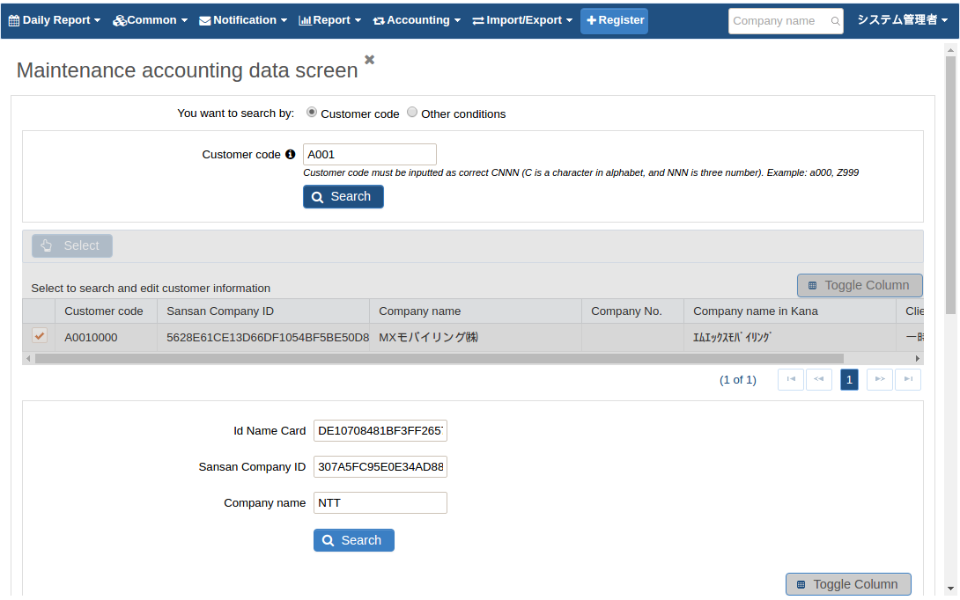 Daily Report Common Notification Report Accounting Import/Export Register Company name システム管理者
Maintenance accounting data screen
You want to search by: Customer code Other conditions
Customer code A001
Customer code must be inputted as correct CNNN (C is a character in alphabet, and NNN is three number). Example: a000, Z999
Search
Select
Select to search and edit customer information Toggle Column
Customer code Sansan Company ID Company name Company No. Company name in Kana Clie
A0010000 5628E61CE13D66DF1054BF5BE50D8 MXモバイリング㈱ ｴﾑｴｯｸｽﾓﾊﾞｲﾘﾝｸﾞ 一時
(1 of 1) 1
Id Name Card DE10708481BF3FF265
Sansan Company ID 307A5FC95E0E34AD88
Company name NTT
Search
Toggle Column